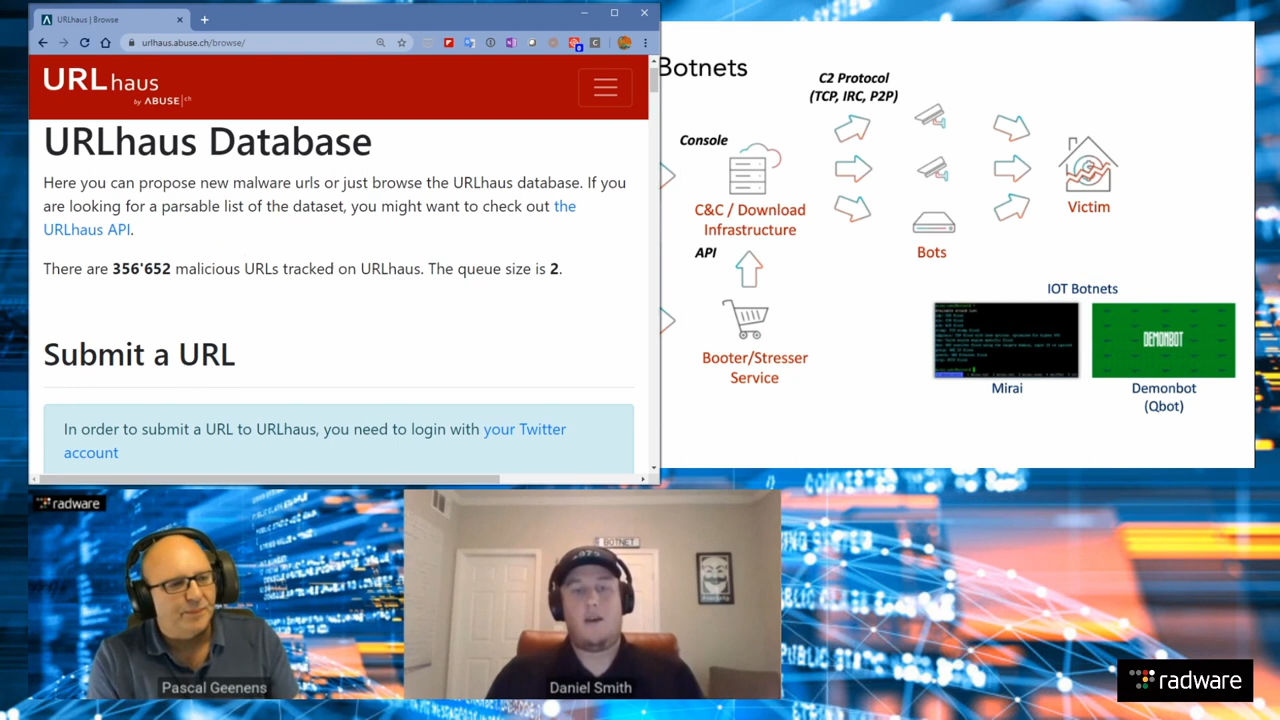 URLhaus | Browse
urlhaus.abuse.ch/browse/
URLhaus
by ABUSE|ch
URLhaus Database
Here you can propose new malware urls or just browse the URLhaus database. If you
are looking for a parsable list of the dataset, you might want to check out the
URLhaus API.
There are 356'652 malicious URLs tracked on URLhaus. The queue size is 2.
Submit a URL
In order to submit a URL to URLhaus, you need to login with your Twitter
account
Botnets
C2 Protocol
(TCP, IRC, P2P)
Console
C&C / Download
Infrastructure
API
Booter/Stresser
Service
Bots
Victim
IOT Botnets
DEMONBOT
Mirai
Demonbot
(Qbot)
radware
BOTNET
Pascal Geenens
Daniel Smith
radware